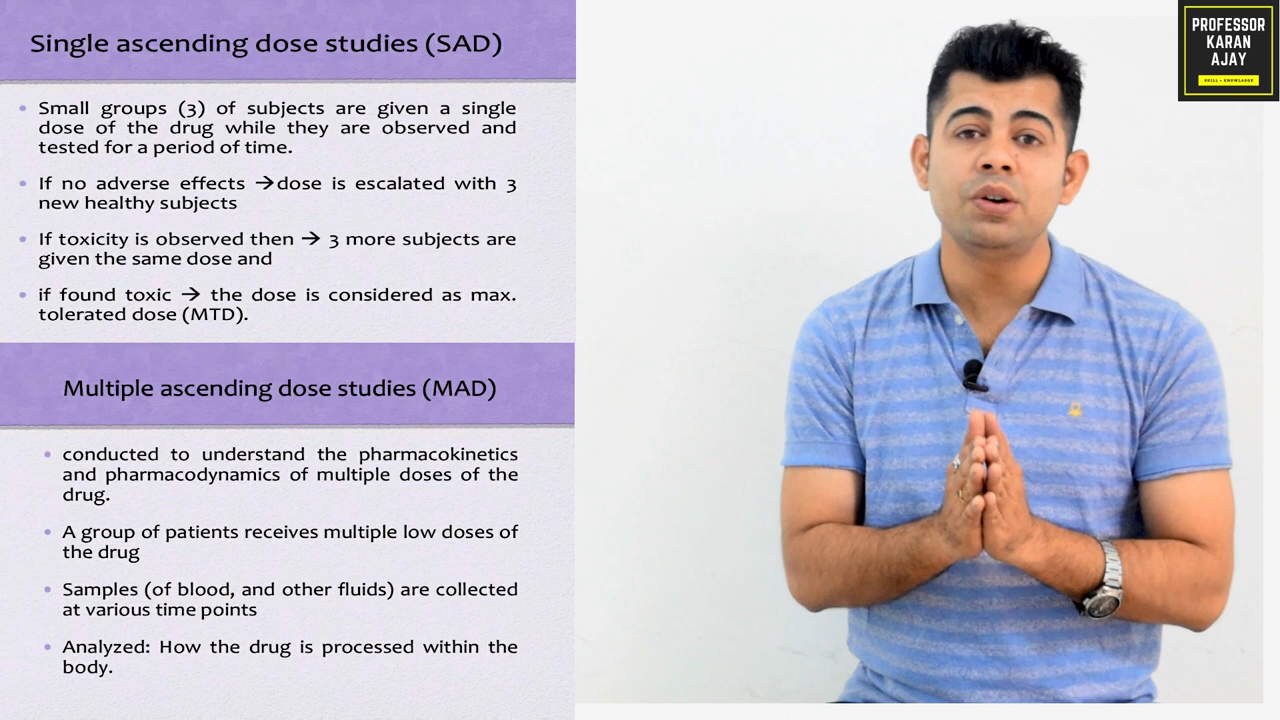 Single ascending dose studies (SAD)
• Small groups (3) of subjects are given a single
dose of the drug while they are observed and
tested for a period of time.
• If no adverse effects →dose is escalated with 3
new healthy subjects
• If toxicity is observed then → 3 more subjects are
given the same dose and
• if found toxic → the dose is considered as max.
tolerated dose (MTD).
Multiple ascending dose studies (MAD)
• conducted to understand the pharmacokinetics
and pharmacodynamics of multiple doses of the
drug.
• A group of patients receives multiple low doses of
the drug
• Samples (of blood, and other fluids) are collected
at various time points
• Analyzed: How the drug is processed within the
body.
PROFESSOR
KARAN
AJAY
SKILL + KNOWLEDGE